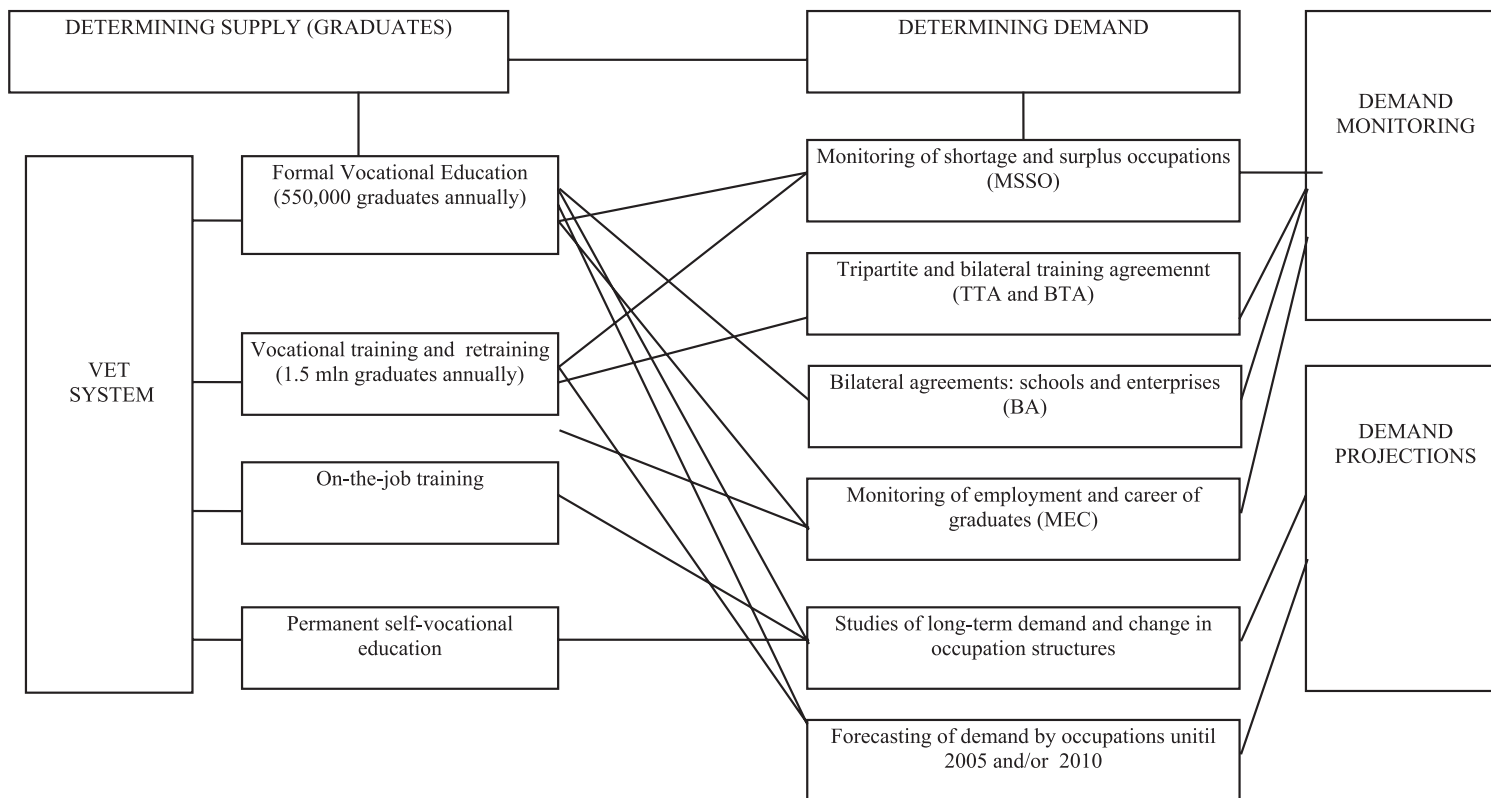 DETERMINING SUPPLY (GRADUATES)
DETERMINING DEMAND
DEMAND
MONITORING
VET
SYSTEM
Formal Vocational Education
(550,000 graduates annually)
Vocational training and retraining
(1.5 mln graduates annually)
On-the-job training
Permanent self-vocational
education
Monitoring of shortage and surplus occupations
(MSSO)
Tripartite and bilateral training agreemennt
(TTA and BTA)
Bilateral agreements: schools and enterprises
(BA)
Monitoring of employment and career of
graduates (MEC)
Studies of long-term demand and change in
occupation structures
Forecasting of demand by occupations unitil
2005 and/or 2010
DEMAND
PROJECTIONS